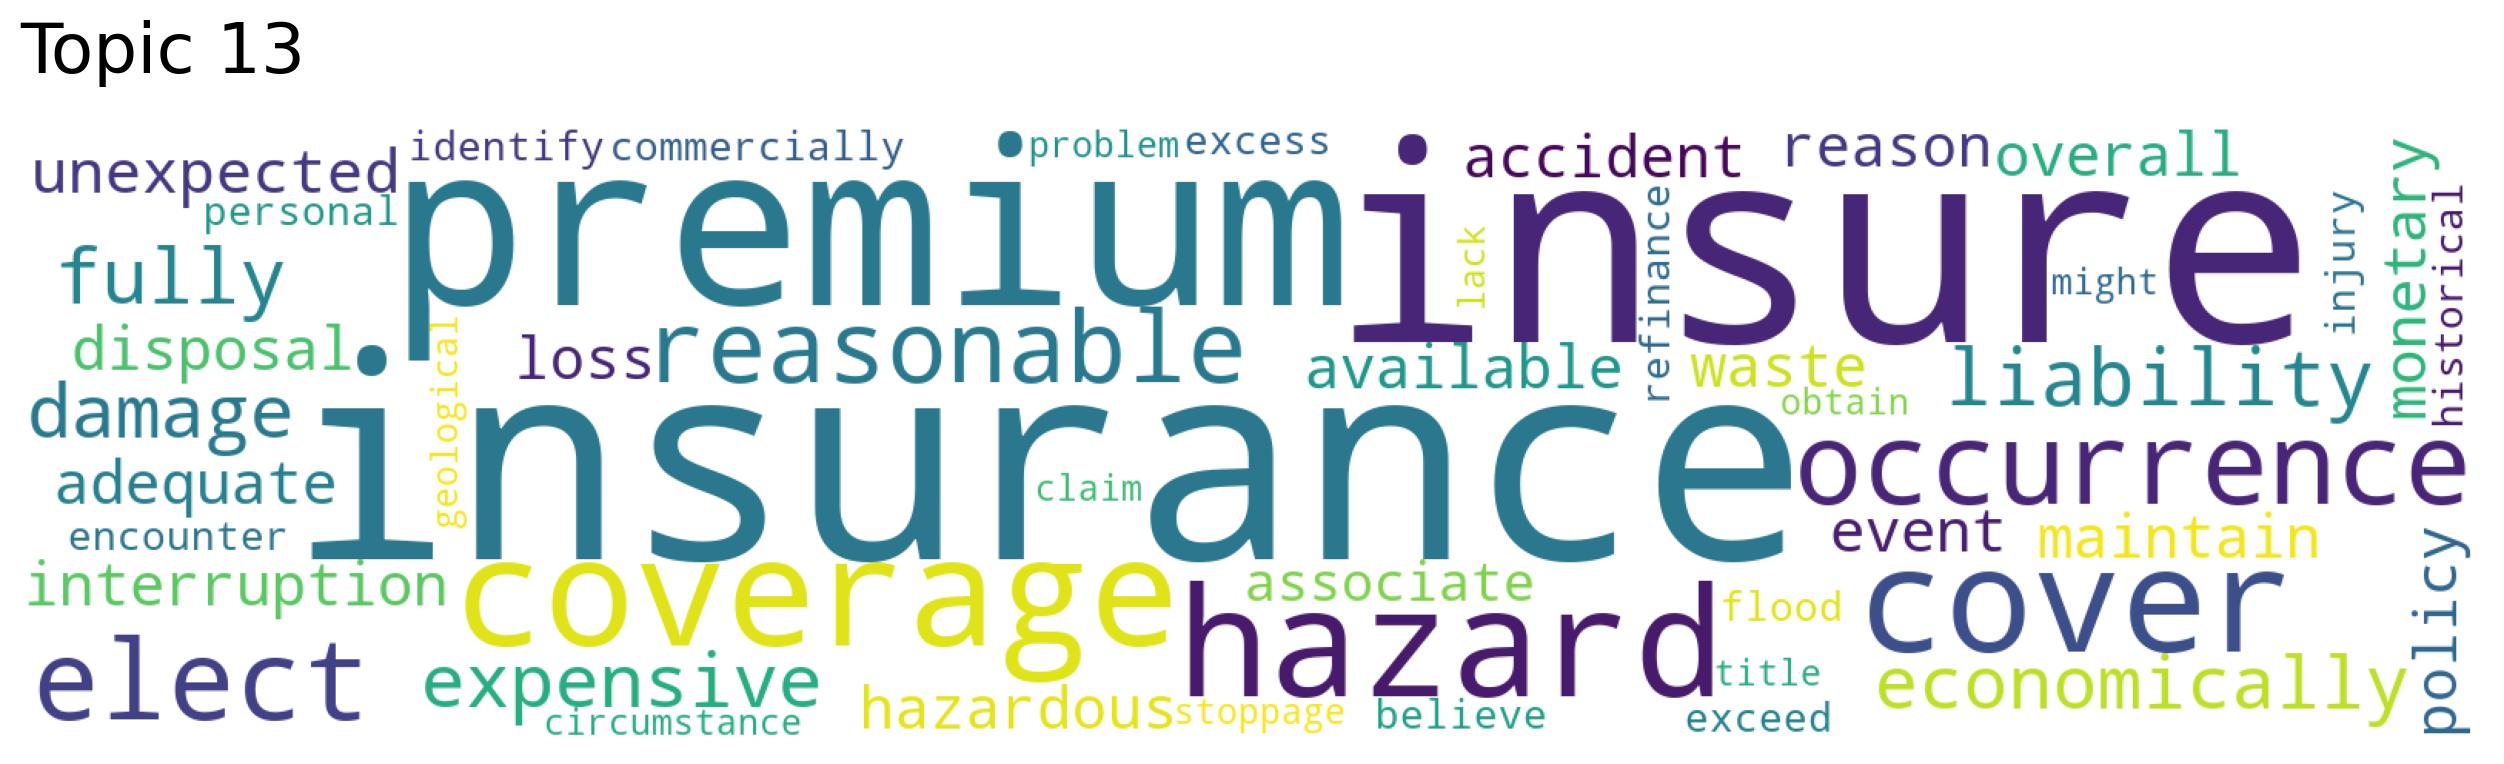 Topic 13
unexpected
identify
commercially
problem
excess
accident
reason
overall
personal
premium
insure
fully
lack
refinance
might
injury
monetary
historical
disposal
geological
loss
reasonable
available
waste
obtain
liability
damage
adequate
encounter
insurance
claim
occurrence
event
maintain
interruption
coverage
associate
hazard
flood
cover
policy
elect
expensive
circumstance
hazardous
stoppage
believe
title
exceed
economically